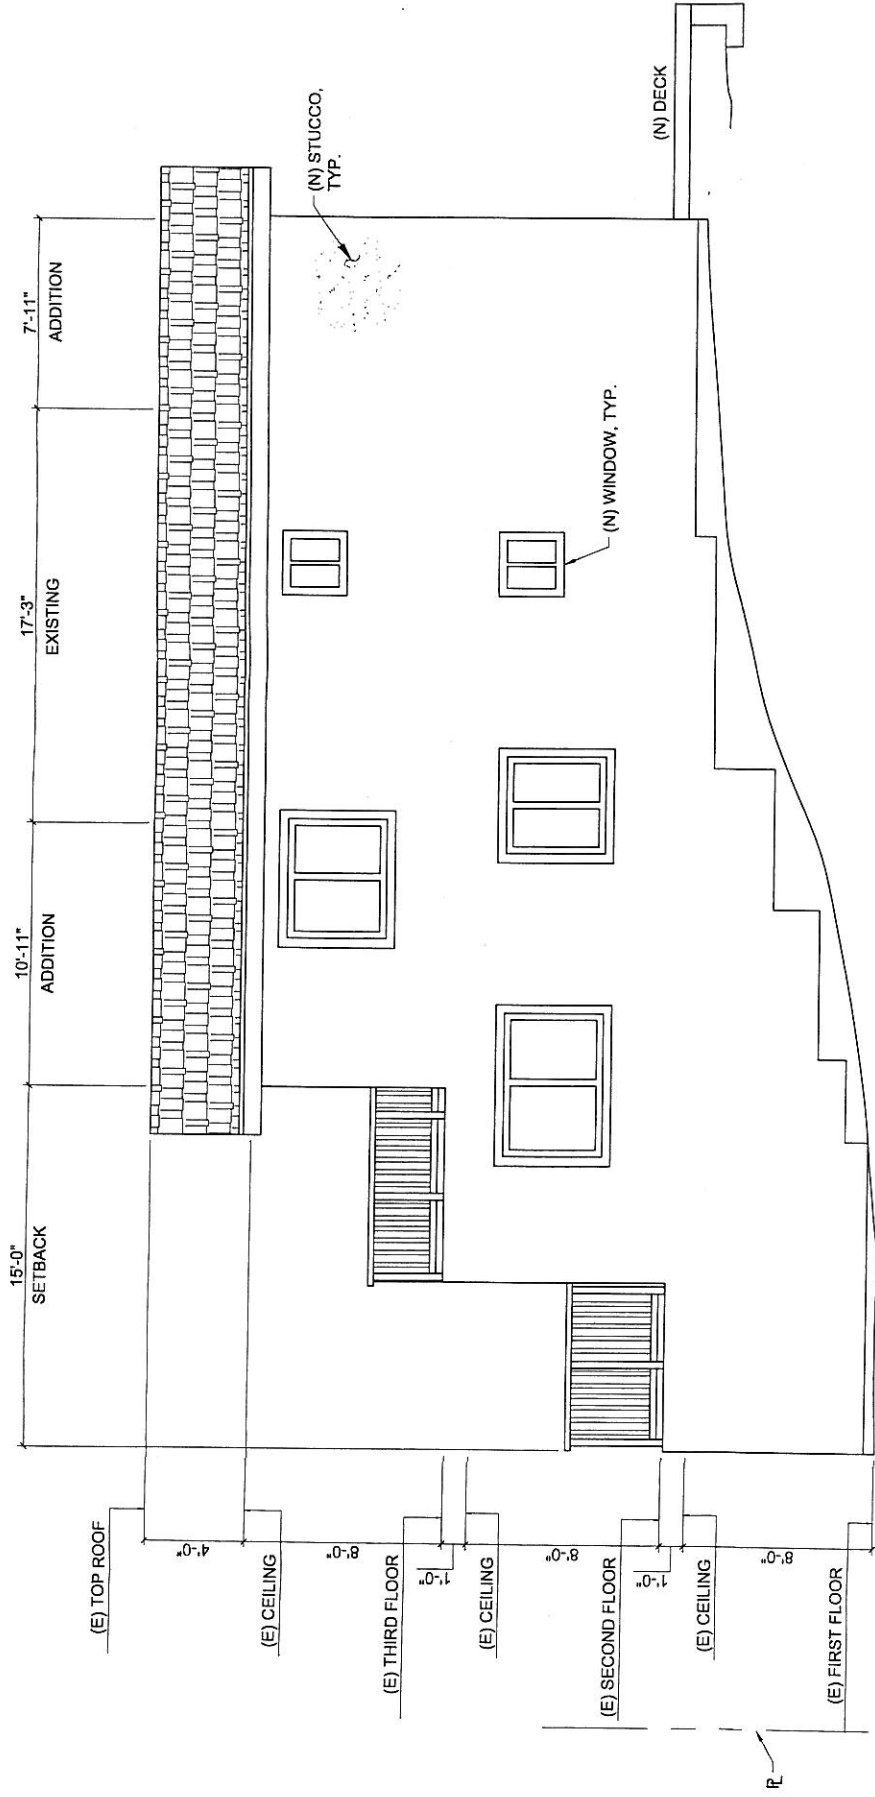 15'-0"
SETBACK
10'-11"
ADDITION
17'-3"
EXISTING
7'-11"
ADDITION
(E) TOP ROOF
4'-0"
(E) CEILING
8'-0"
(E) THIRD FLOOR
1'-0"
(E) CEILING
8'-0"
(E) SECOND FLOOR
1'-0"
(E) CEILING
8'-0"
(E) FIRST FLOOR
PL
(N) STUCCO,
TYP.
(N) WINDOW, TYP.
(N) DECK